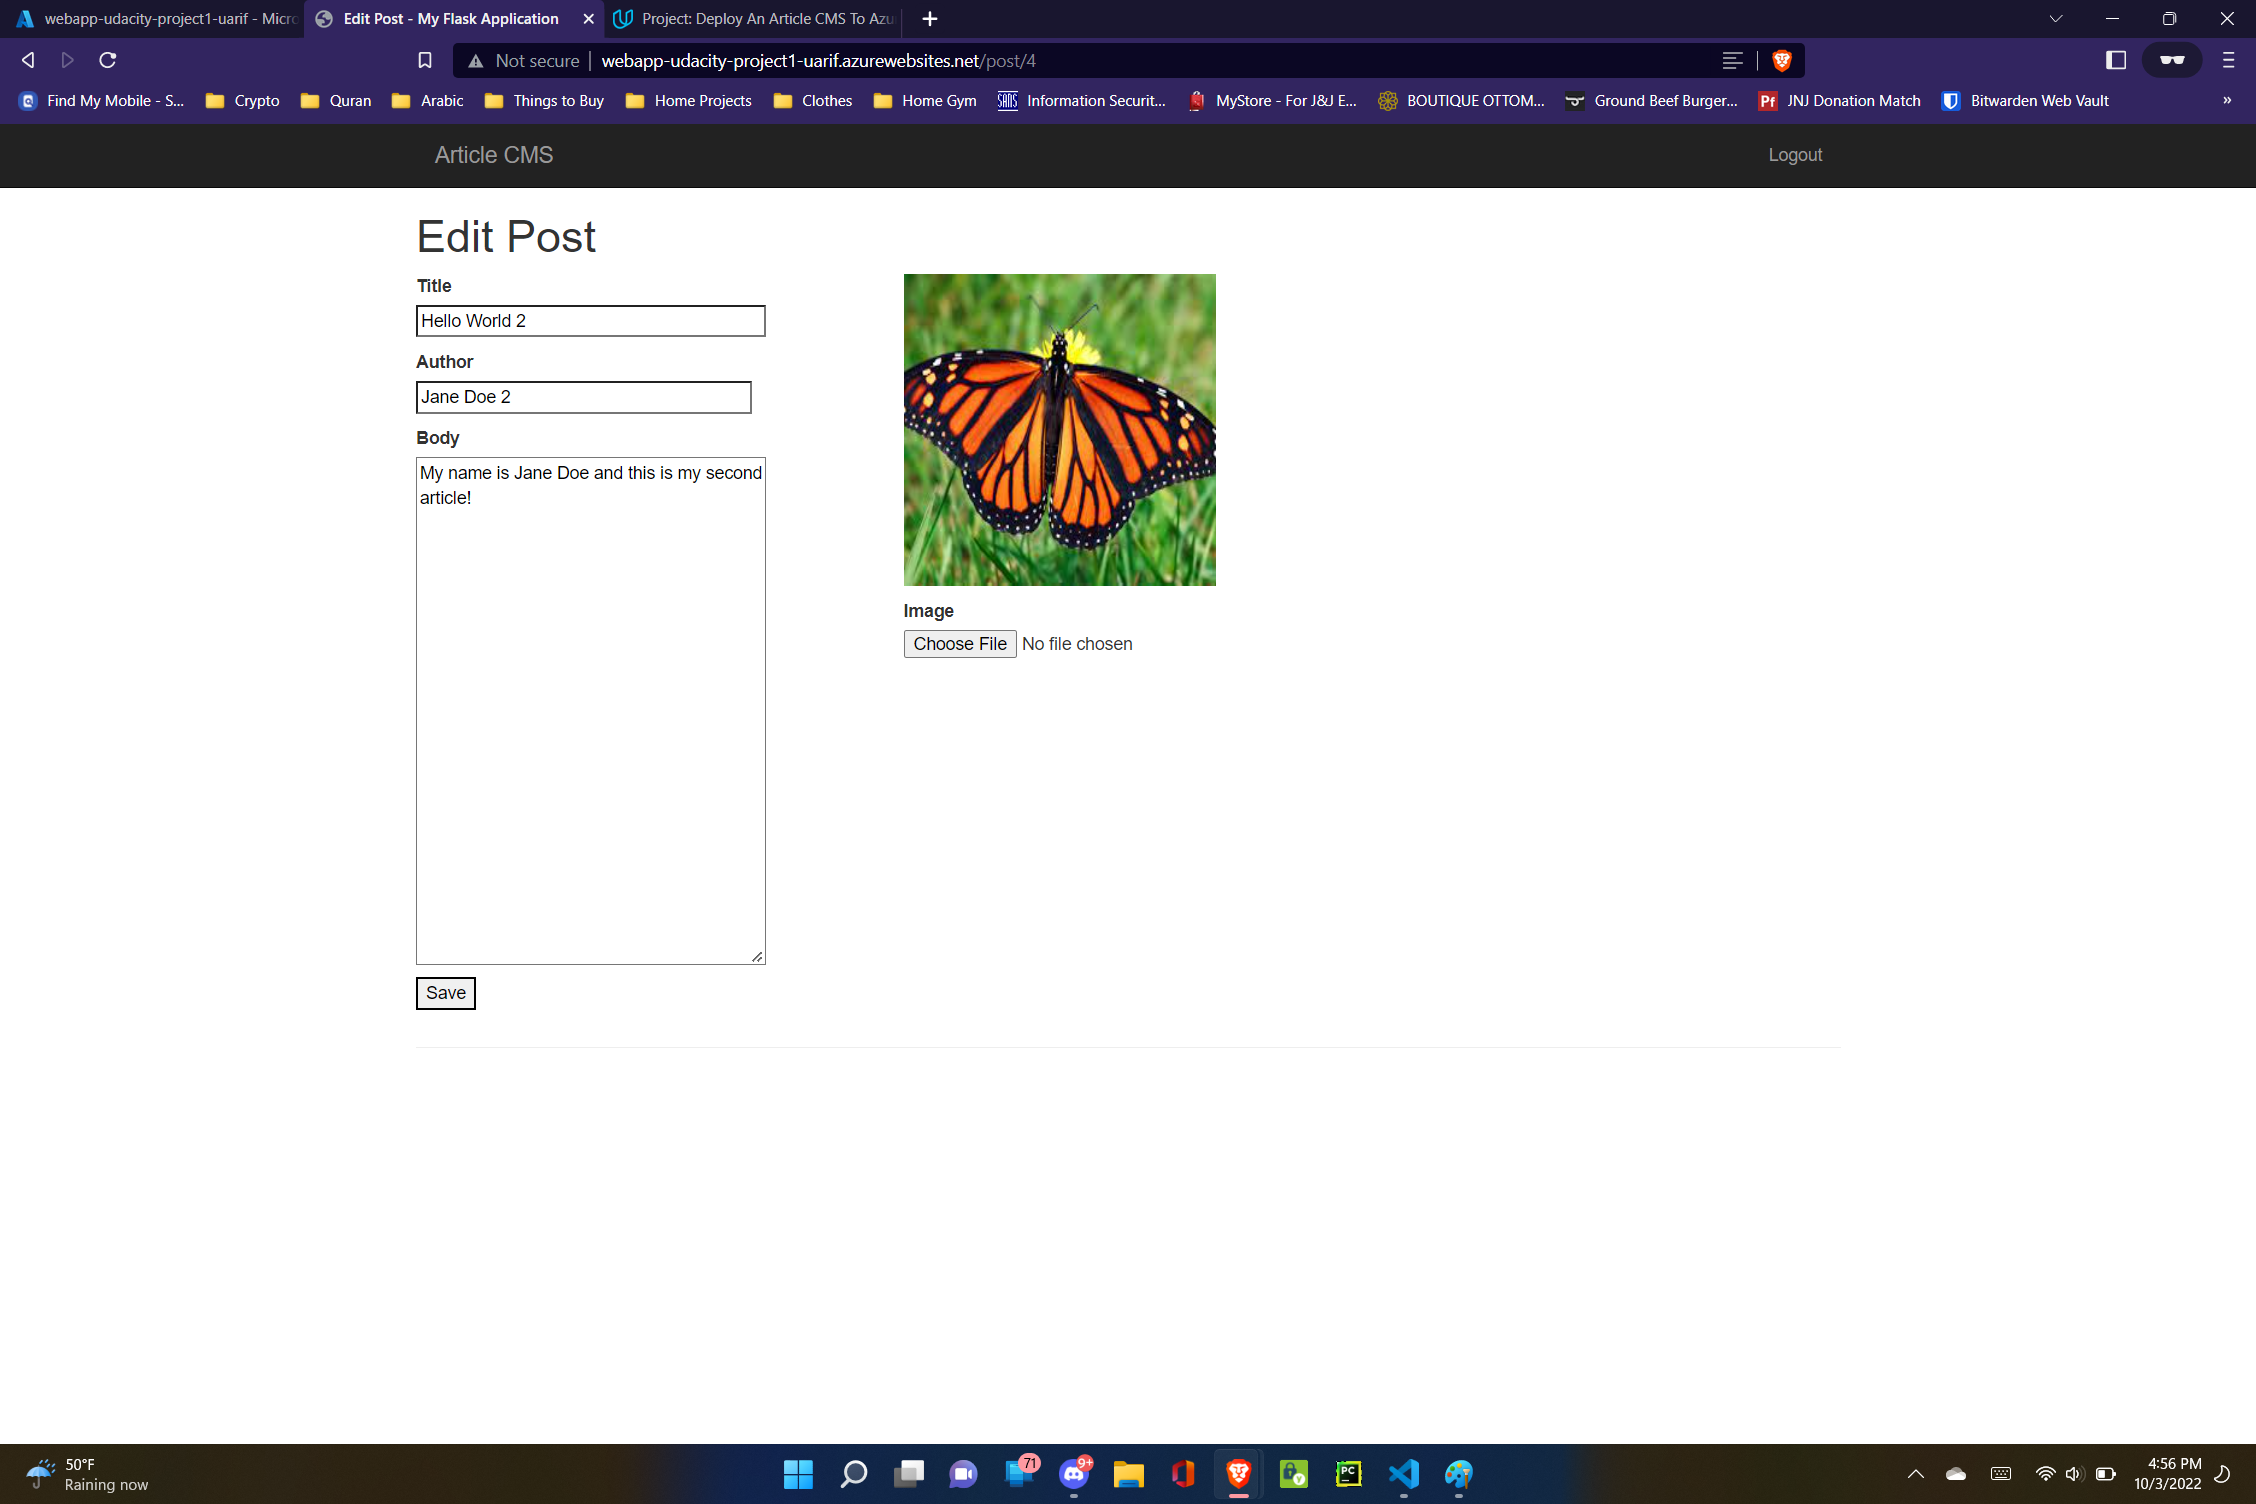 webapp-udacity-project1-uarif - Micro
Edit Post - My Flask Application
Project: Deploy An Article CMS To Azu
Not secure
webapp-udacity-project1-uarif.azurewebsites.net/post/4
Find My Mobile - S...
Crypto
Quran
Arabic
Things to Buy
Home Projects
Clothes
Home Gym
SANS
Information Securit...
MyStore - For J&J E...
BOUTIQUE OTTOM...
Ground Beef Burger...
Pf
JNJ Donation Match
Bitwarden Web Vault
»
Article CMS
Logout
Edit Post
Title
Hello World 2
Author
Jane Doe 2
Body
My name is Jane Doe and this is my second
article!
Image
Choose File
No file chosen
Save
50°F
Raining now
71
9+
PC
4:56 PM
10/3/2022